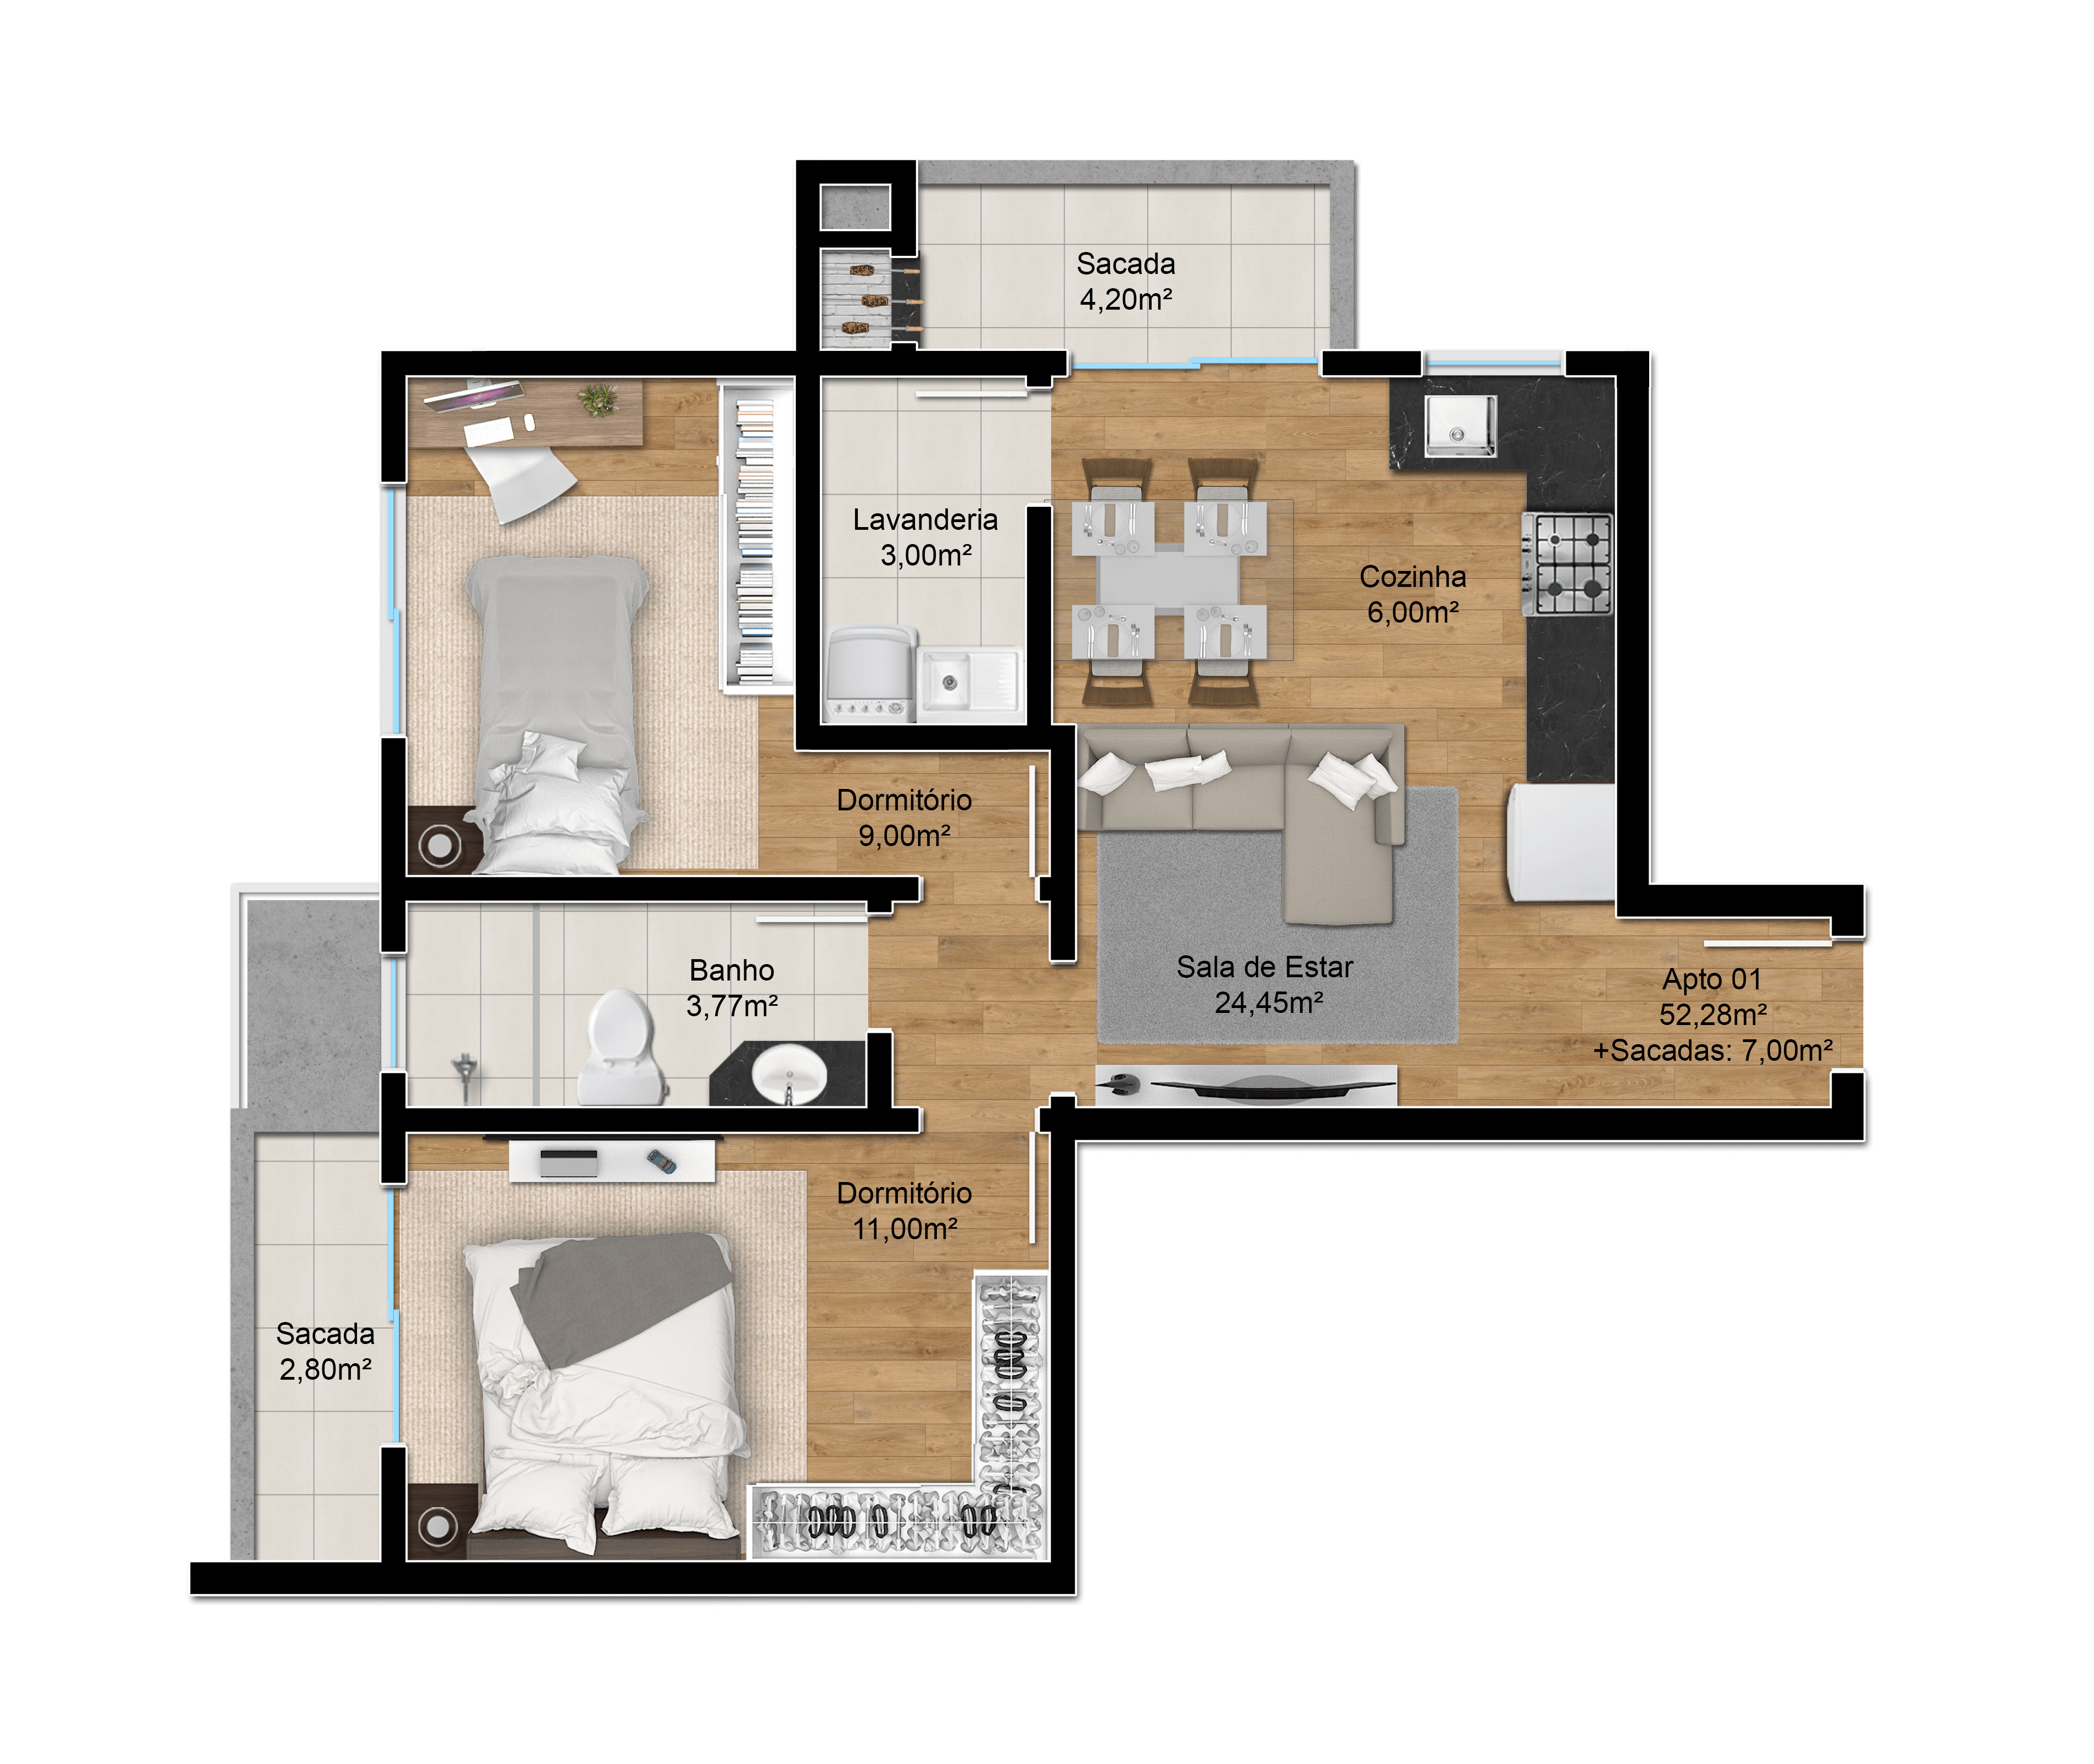 Sacada
4,20m²
Lavanderia
3,00m²
Cozinha
6,00m²
Dormitório
9,00m²
Banho
3,77m²
Sala de Estar
24,45m²
Apto 01
52,28m²
+Sacadas: 7,00m²
Dormitório
11,00m²
Sacada
2,80m²